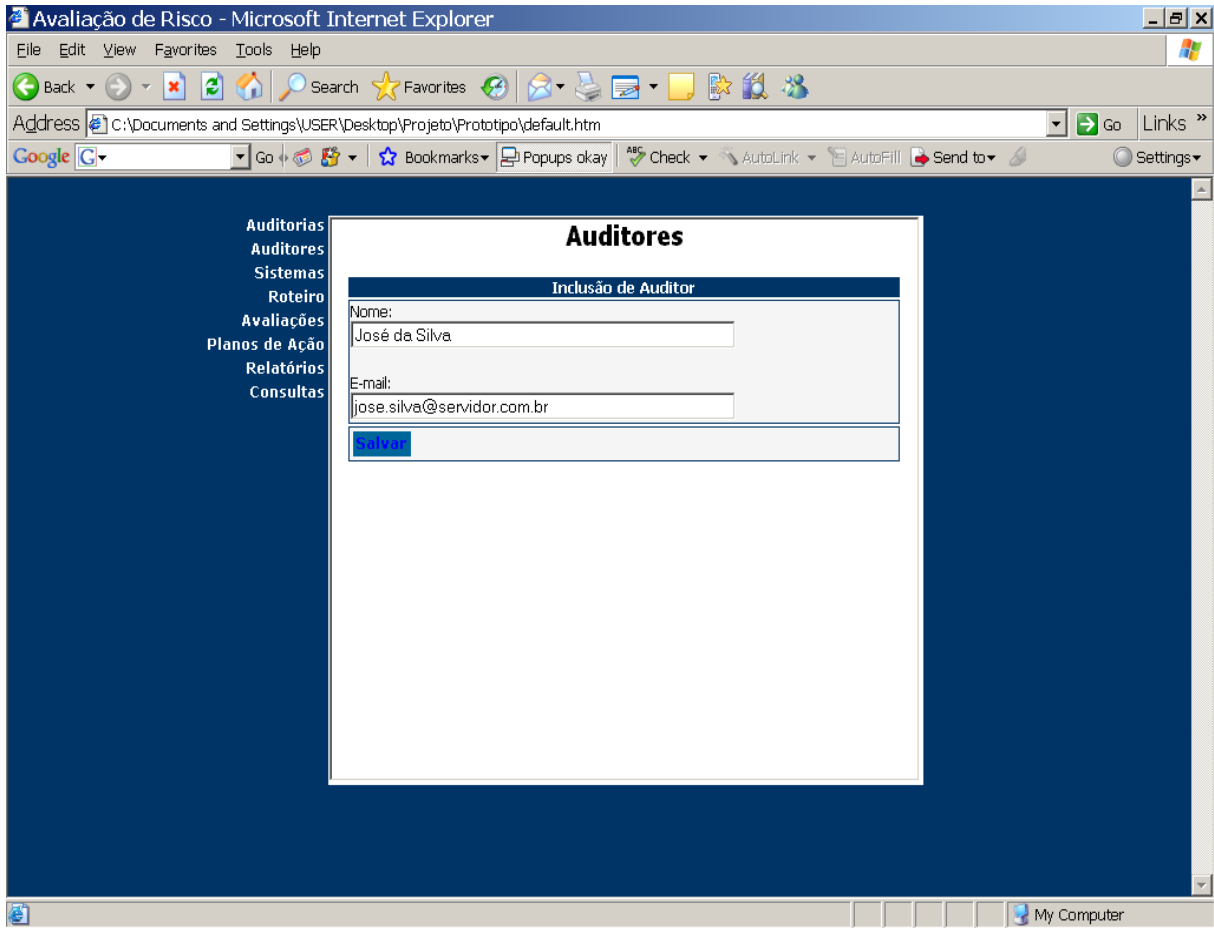 Avaliação de Risco - Microsoft Internet Explorer
File Edit View Favorites Tools Help
Back Search Favorites
Address C:\Documents and Settings\USER\Desktop\Projeto\Prototipo\default.htm Go Links »
Google G Go Bookmarks Popups okay ABC Check AutoLink AutoFill Send to Settings
Auditorias
Auditores
Sistemas
Roteiro
Avaliações
Planos de Ação
Relatórios
Consultas
Auditores
Inclusão de Auditor
Nome:
José da Silva
E-mail:
jose.silva@servidor.com.br
Salvar
My Computer